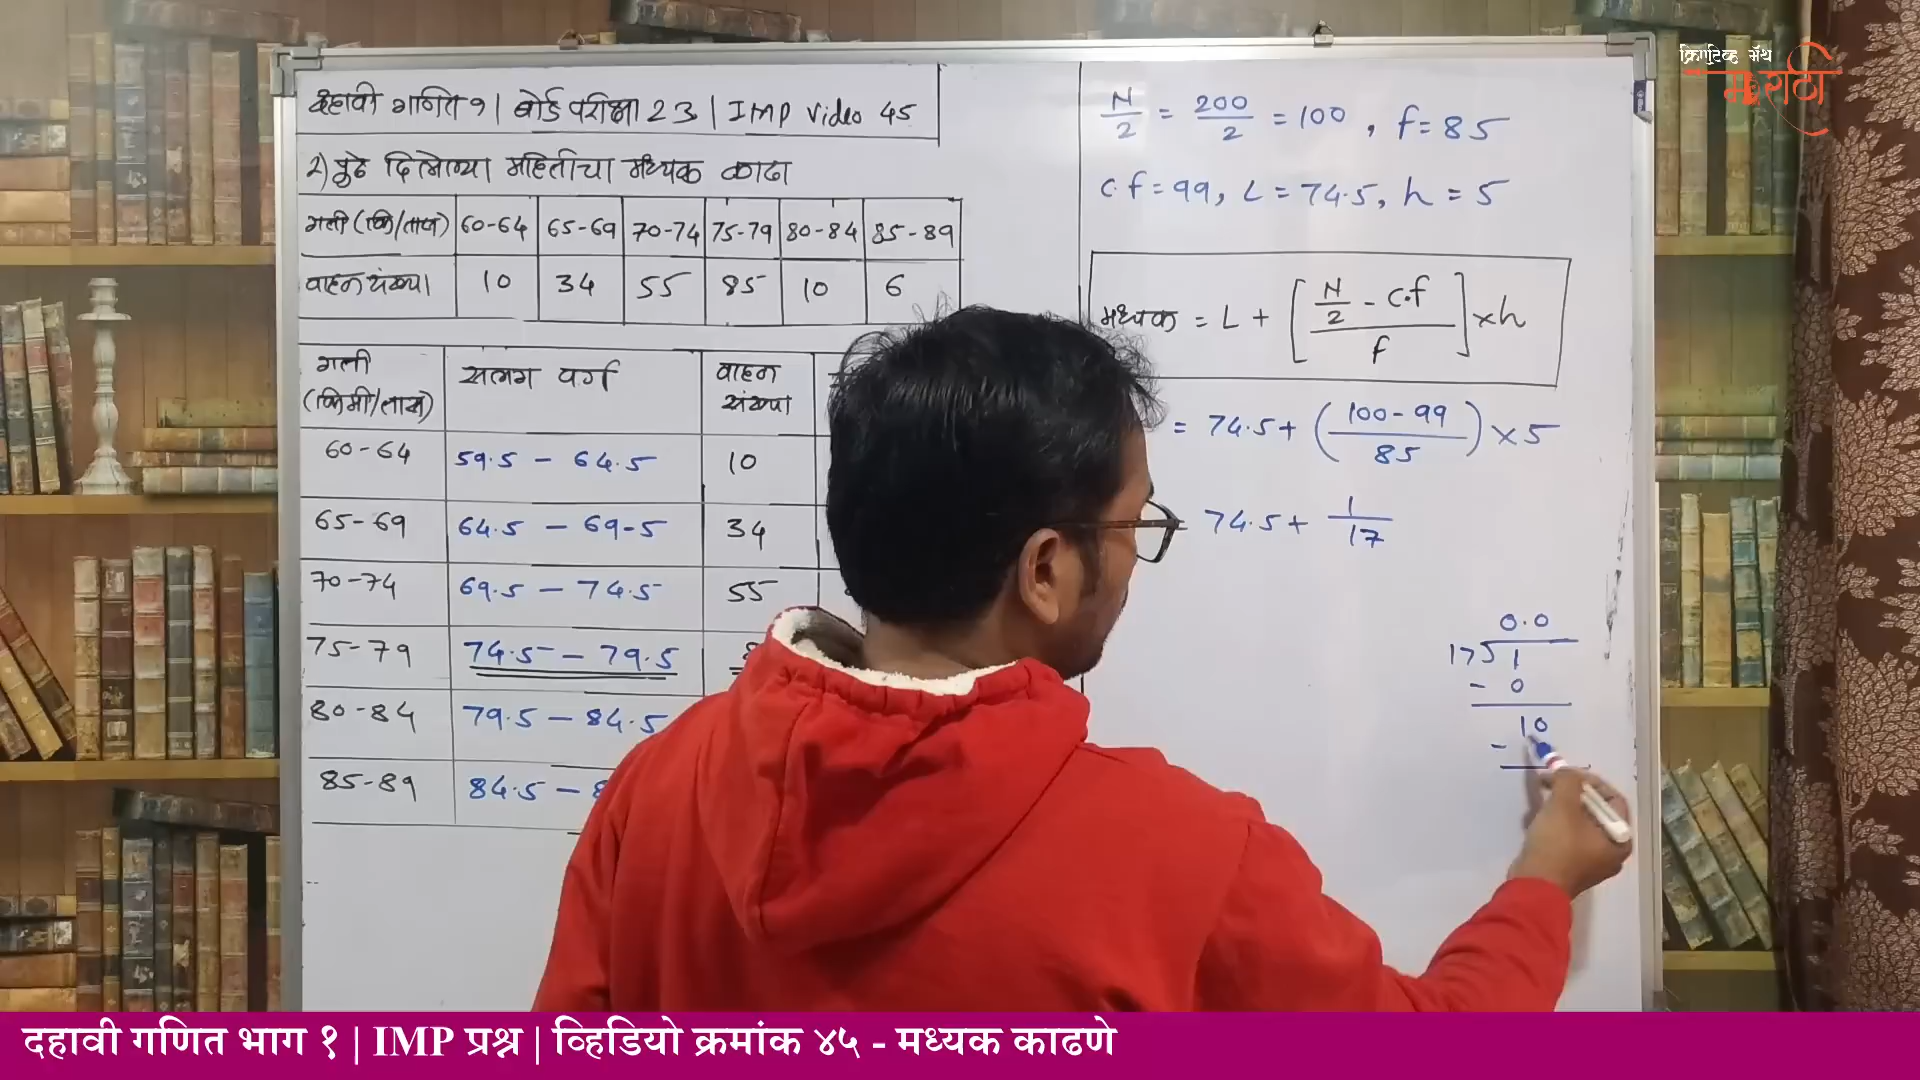 दहावी गणित १ | बोर्ड परीक्षा 23 | IMP Video 45
2) पुढे दिलेल्या माहितीचा मध्यक काढा
गती (कि/तास) 60-64 65-69 70-74 75-79 80-84 85-89
वाहन संख्या 10 34 55 85 10 6
गती (किमी/तास) सलग वर्ग वाहन संख्या
60-64 59.5 - 64.5 10
65-69 64.5 - 69-5 34
70-74 69.5 - 74.5 55
75-79 74.5 - 79.5
80-84 79.5 - 84.5
85-89 84.5 -
N/2 = 200/2 = 100 , f = 85
c.f = 99, L = 74.5, h = 5
मध्यक = L + [ (N/2 - c.f) / f ] × h
= 74.5 + ( (100 - 99) / 85 ) × 5
74.5 + 1/17
0.0
17 1
- 0
10
-
क्रिएटिव्ह मॅथ
मराठी
दहावी गणित भाग १ | IMP प्रश्न | व्हिडियो क्रमांक ४५ - मध्यक काढणे